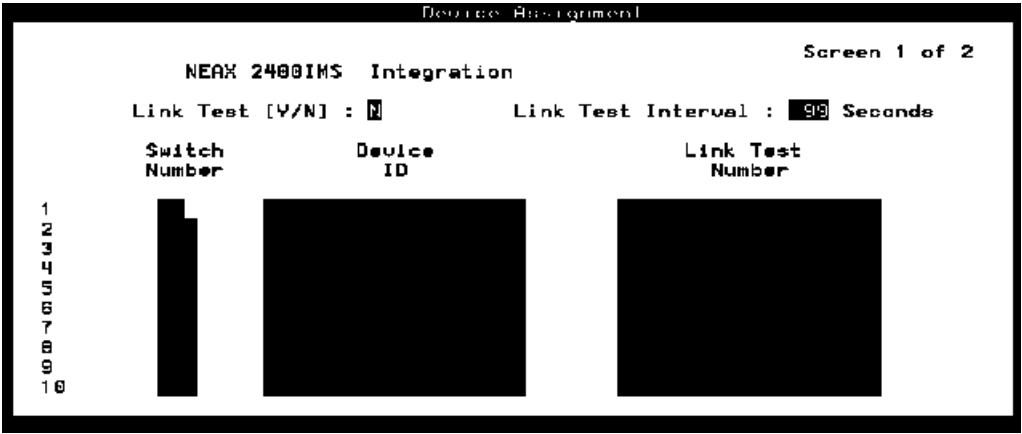 Device Assignment
Screen 1 of 2
NEAX 2400IMS Integration
Link Test [Y/N] : N Link Test Interval : 99 Seconds
Switch Device Link Test
Number ID Number
1
2
3
4
5
6
7
8
9
10